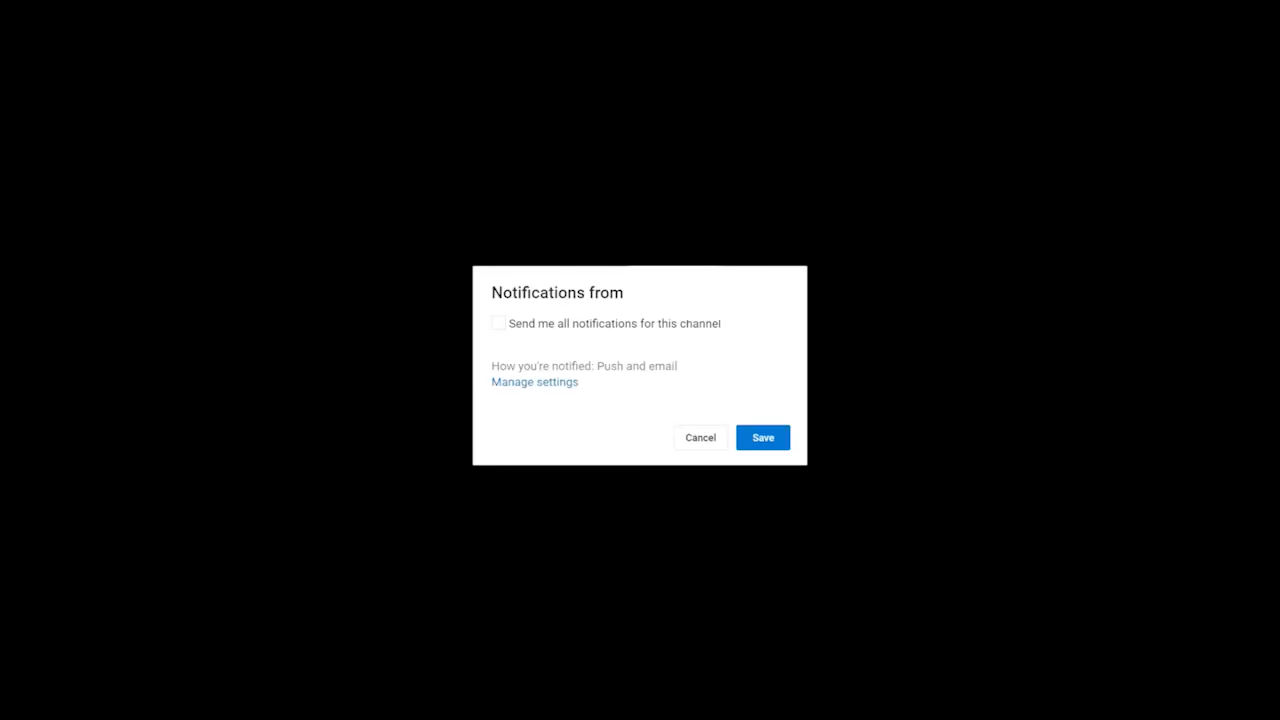 Notifications from
Send me all notifications for this channel
How you're notified: Push and email
Manage settings
Cancel
Save